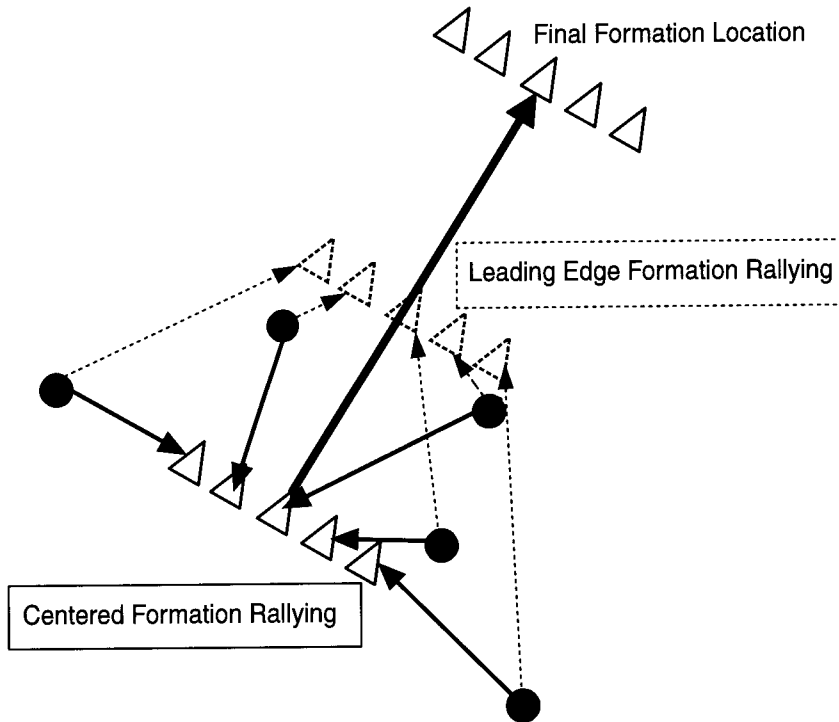 Final Formation Location
Leading Edge Formation Rallying
Centered Formation Rallying